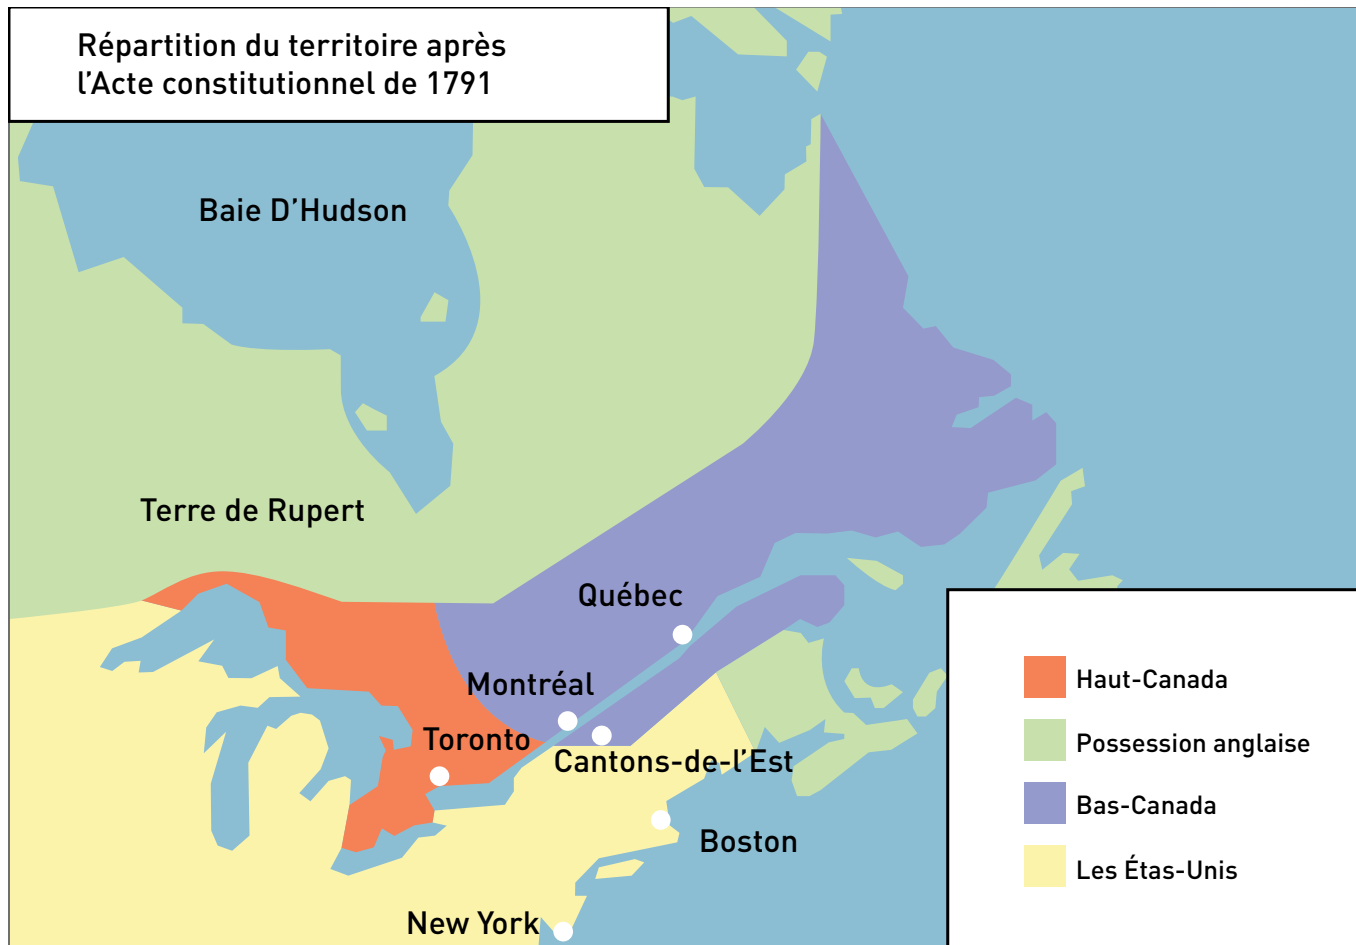 Répartition du territoire après
l'Acte constitutionnel de 1791
Baie D'Hudson
Terre de Rupert
Québec
Montréal
Toronto
Cantons-de-l'Est
Boston
New York
Haut-Canada
Possession anglaise
Bas-Canada
Les Étas-Unis